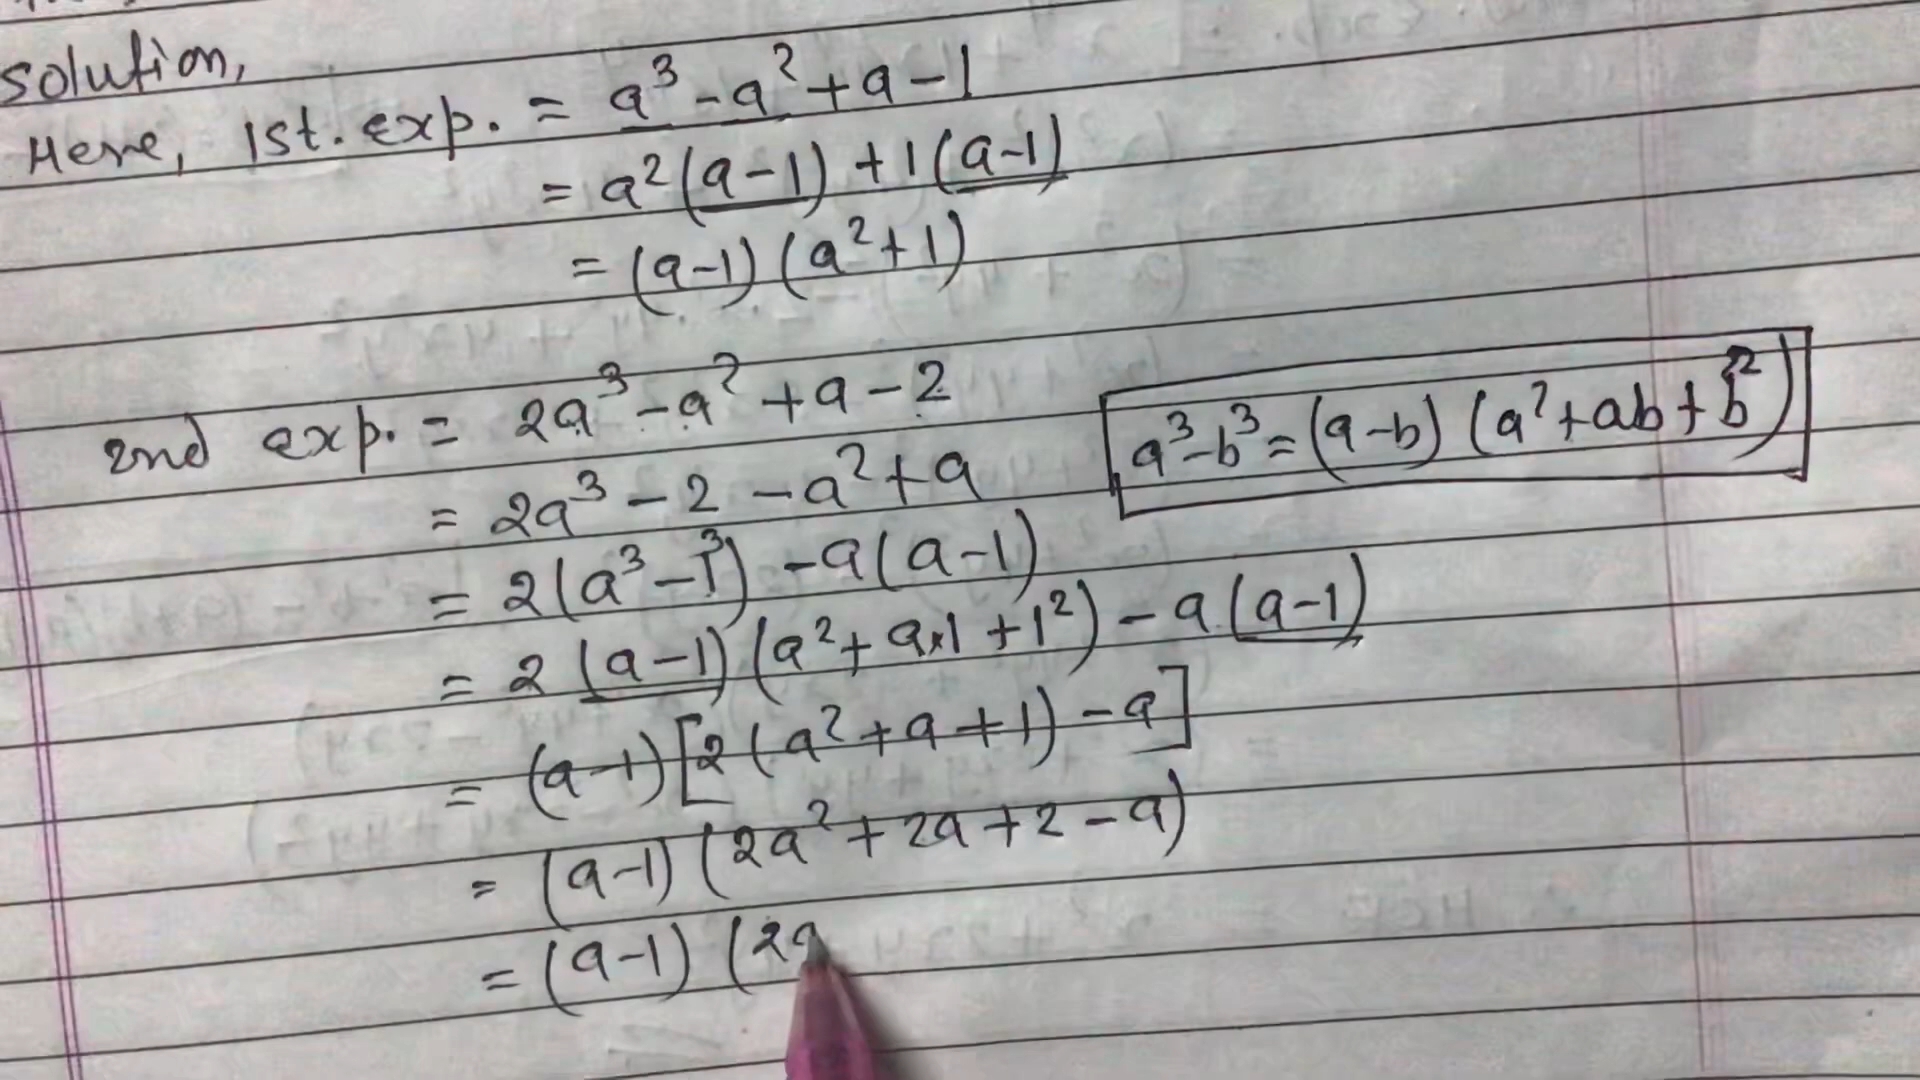 Solution,
Here, 1st. exp. = a³ - a² + a - 1
= a² (a - 1) + 1 (a - 1)
= (a - 1) (a² + 1)
2nd exp. = 2a³ - a² + a - 2
a³ - b³ = (a - b) (a² + ab + b²)
= 2a³ - 2 - a² + a
= 2 (a³ - 1³) - a (a - 1)
= 2 (a - 1) (a² + a × 1 + 1²) - a (a - 1)
= (a - 1) [2 (a² + a + 1) - a]
= (a - 1) (2a² + 2a + 2 - a)
= (a - 1) (2a